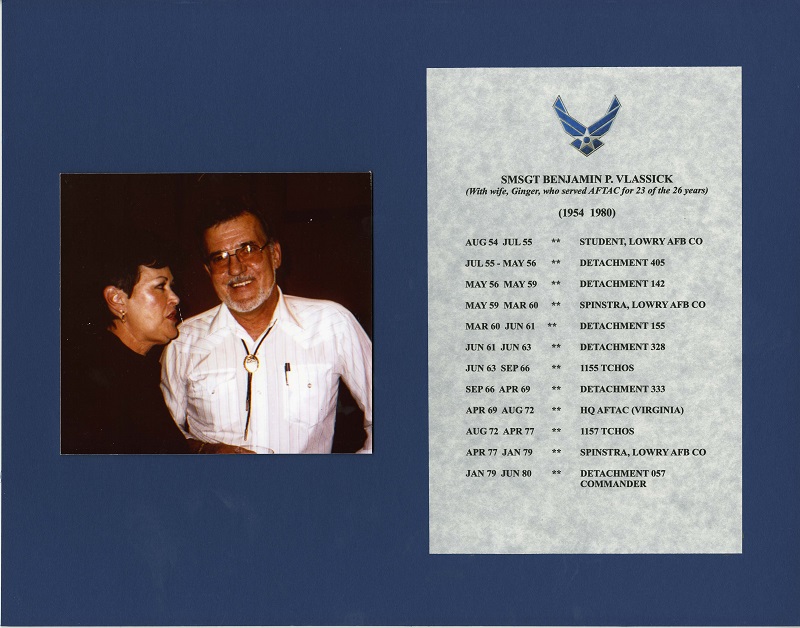 SMSGT BENJAMIN P. VLASSICK
(With wife, Ginger, who served AFTAC for 23 of the 26 years)
(1954 1980)
AUG 54 JUL 55 ** STUDENT, LOWRY AFB CO
JUL 55 - MAY 56 ** DETACHMENT 405
MAY 56 MAY 59 ** DETACHMENT 142
MAY 59 MAR 60 ** SPINSTRA, LOWRY AFB CO
MAR 60 JUN 61 ** DETACHMENT 155
JUN 61 JUN 63 ** DETACHMENT 328
JUN 63 SEP 66 ** 1155 TCHOS
SEP 66 APR 69 ** DETACHMENT 333
APR 69 AUG 72 ** HQ AFTAC (VIRGINIA)
AUG 72 APR 77 ** 1157 TCHOS
APR 77 JAN 79 ** SPINSTRA, LOWRY AFB CO
JAN 79 JUN 80 ** DETACHMENT 057
COMMANDER